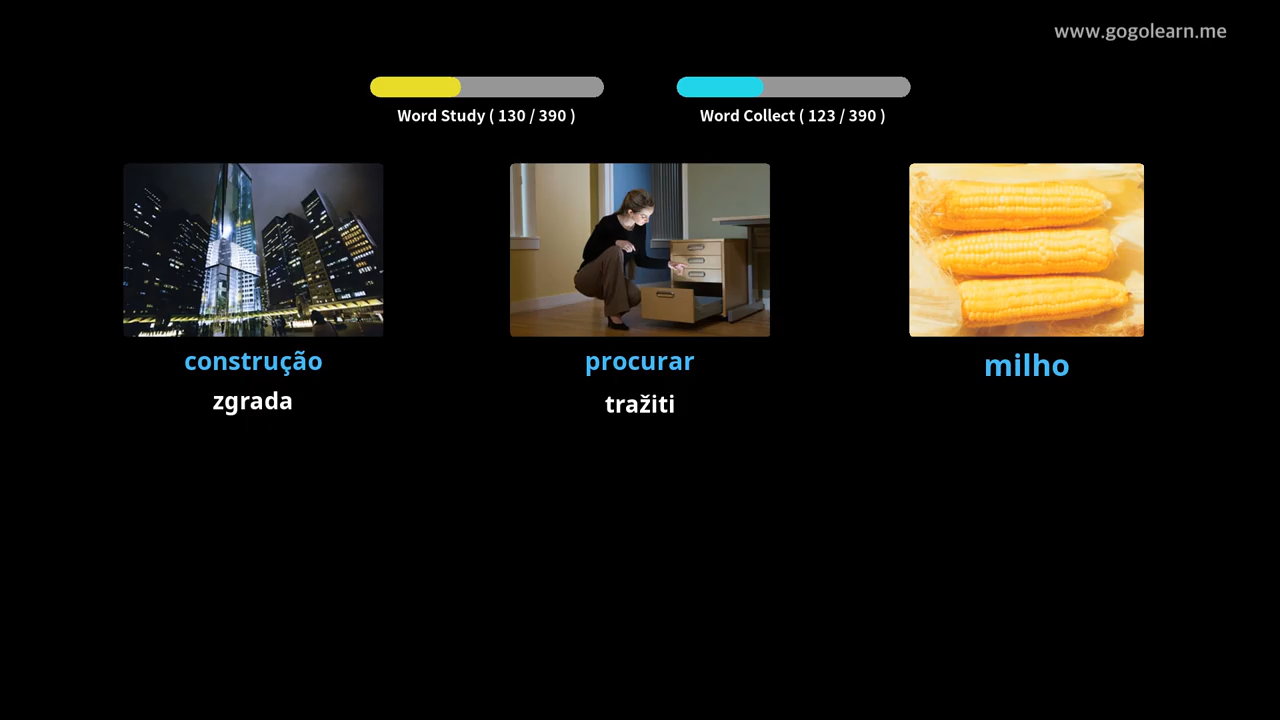 www.gogolearn.me
Word Study ( 130 / 390 )
Word Collect ( 123 / 390 )
construção
zgrada
procurar
tražiti
milho